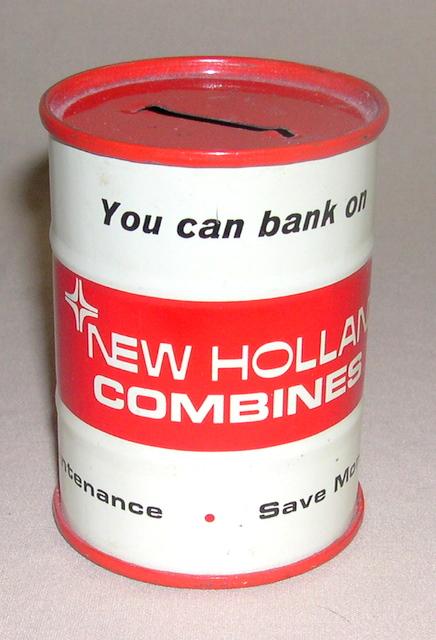 You can bank on
NEW HOLLAN
COMBINES
ntenance • Save Mo